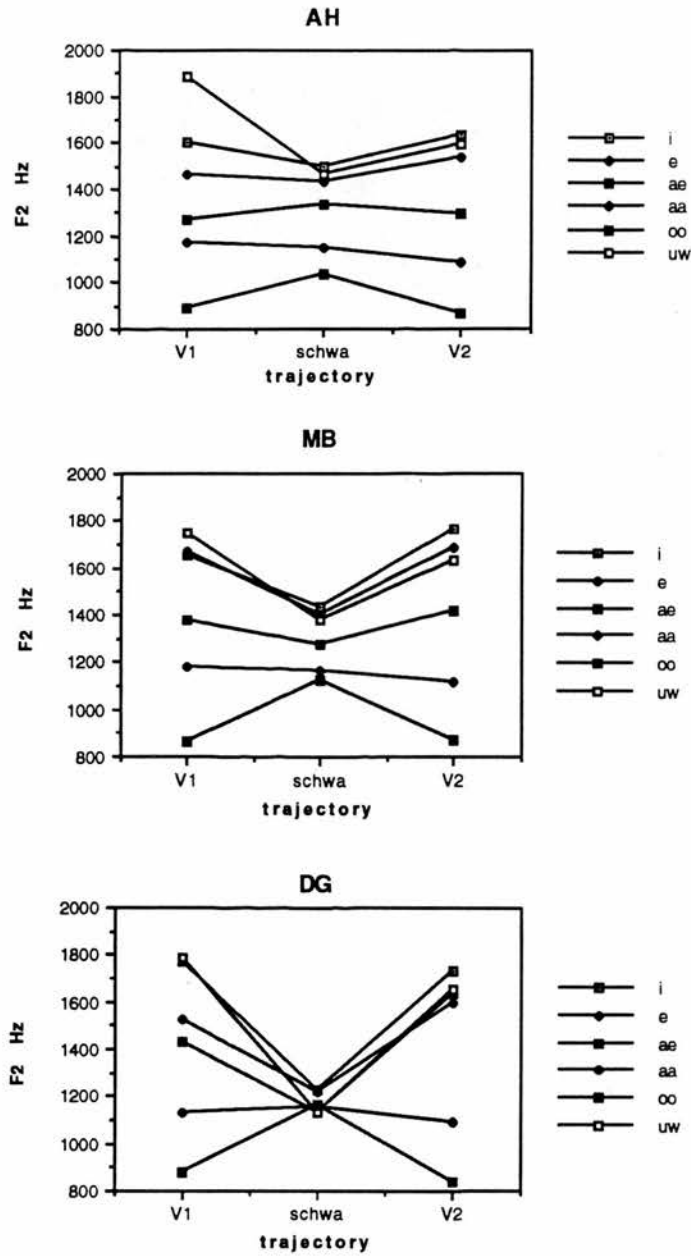 AH
2000
1800
1600
1400
1200
1000
800
F2 Hz
V1 schwa V2
trajectory
i
e
ae
aa
oo
uw
MB
2000
1800
1600
1400
1200
1000
800
F2 Hz
V1 schwa V2
trajectory
i
e
ae
aa
oo
uw
DG
2000
1800
1600
1400
1200
1000
800
F2 Hz
V1 schwa V2
trajectory
i
e
ae
aa
oo
uw